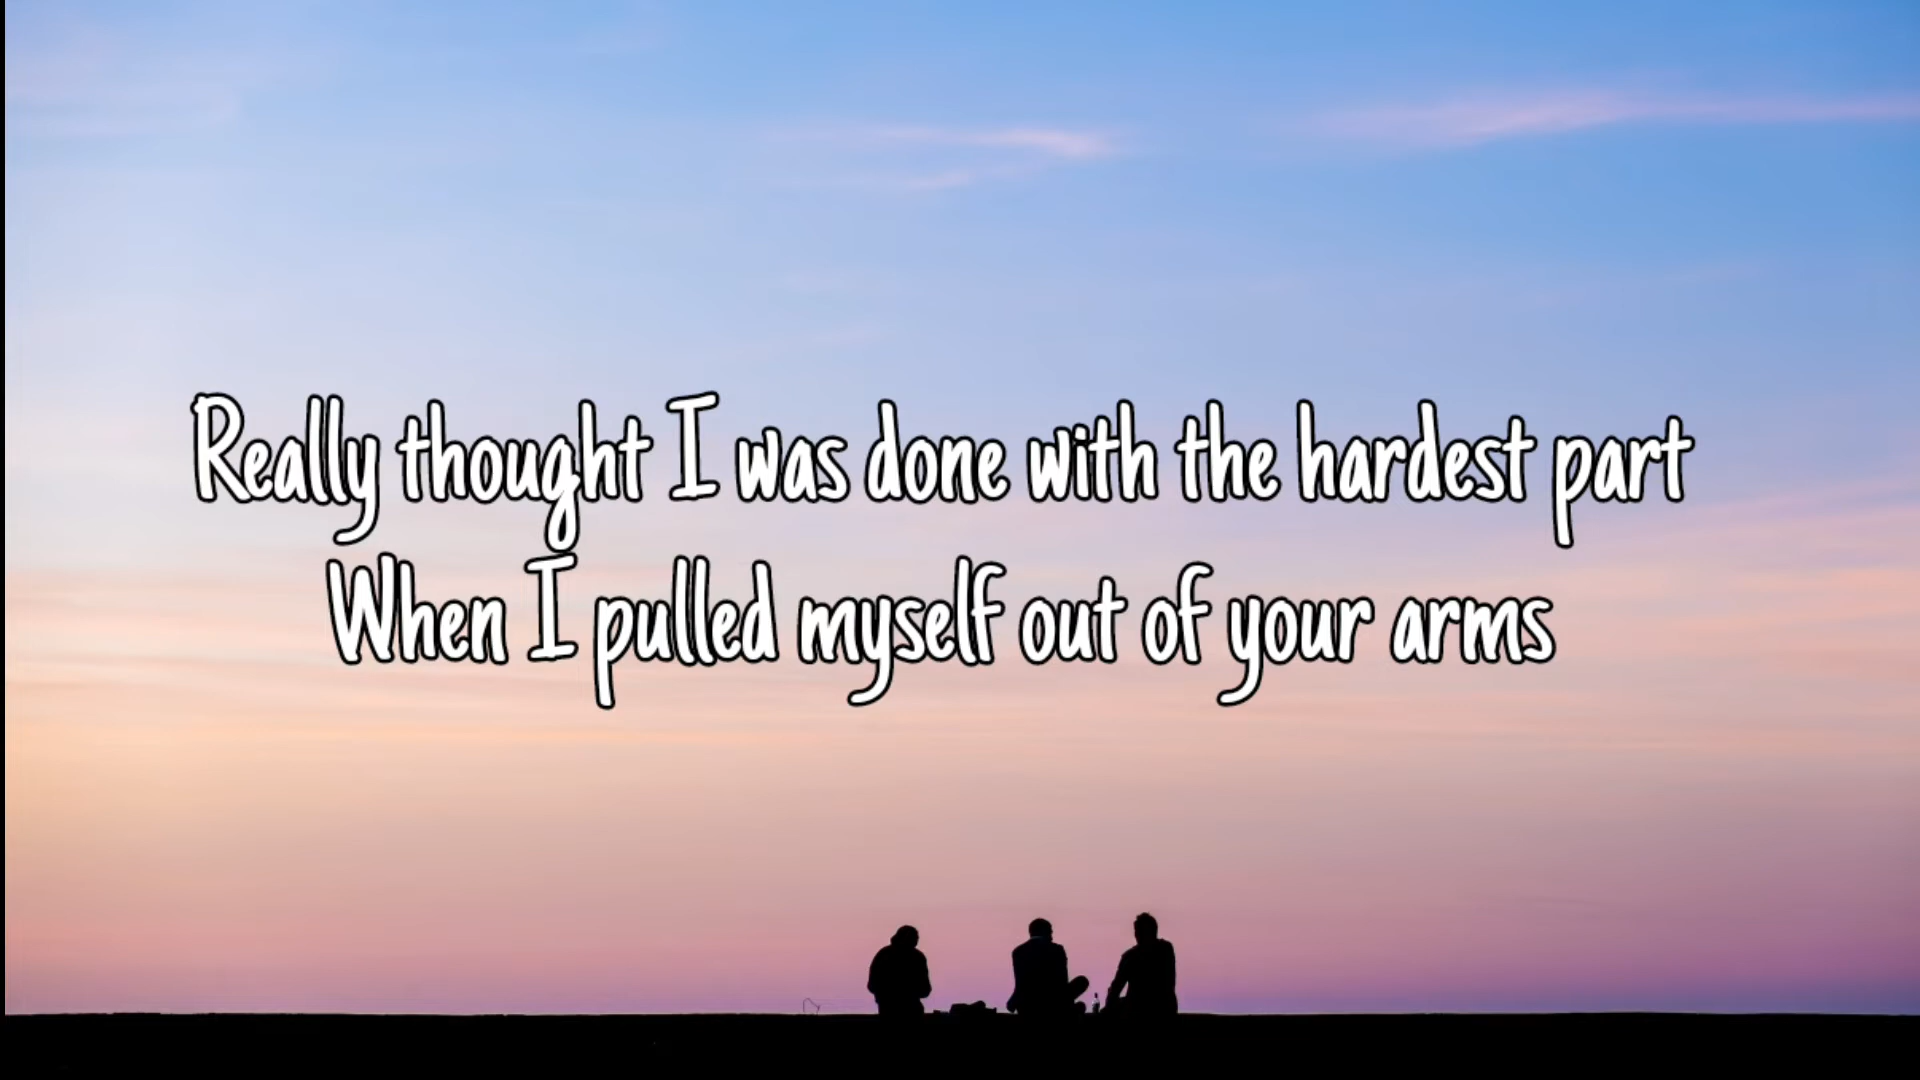 Really thought I was done with the hardest part
When I pulled myself out of your arms